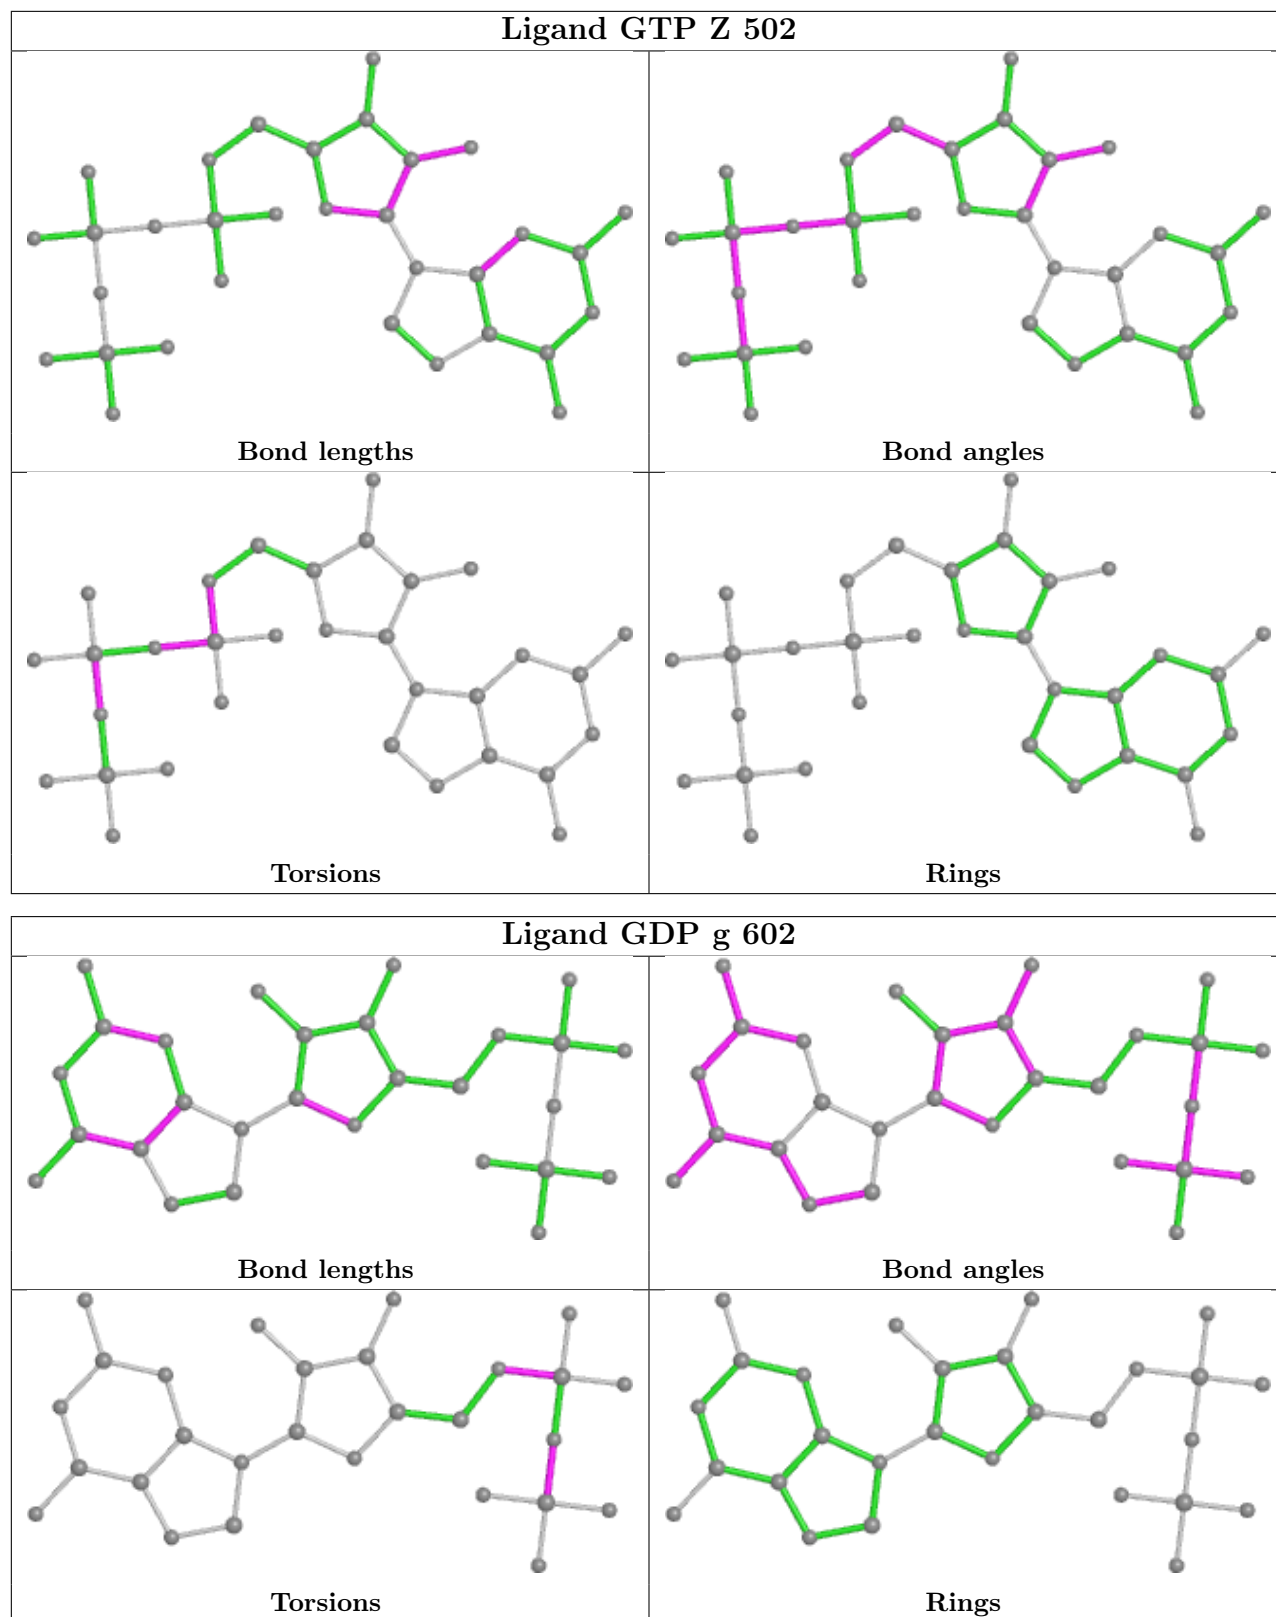 Ligand GTP Z 502
Bond lengths
Bond angles
Torsions
Rings
Ligand GDP g 602
Bond lengths
Bond angles
Torsions
Rings